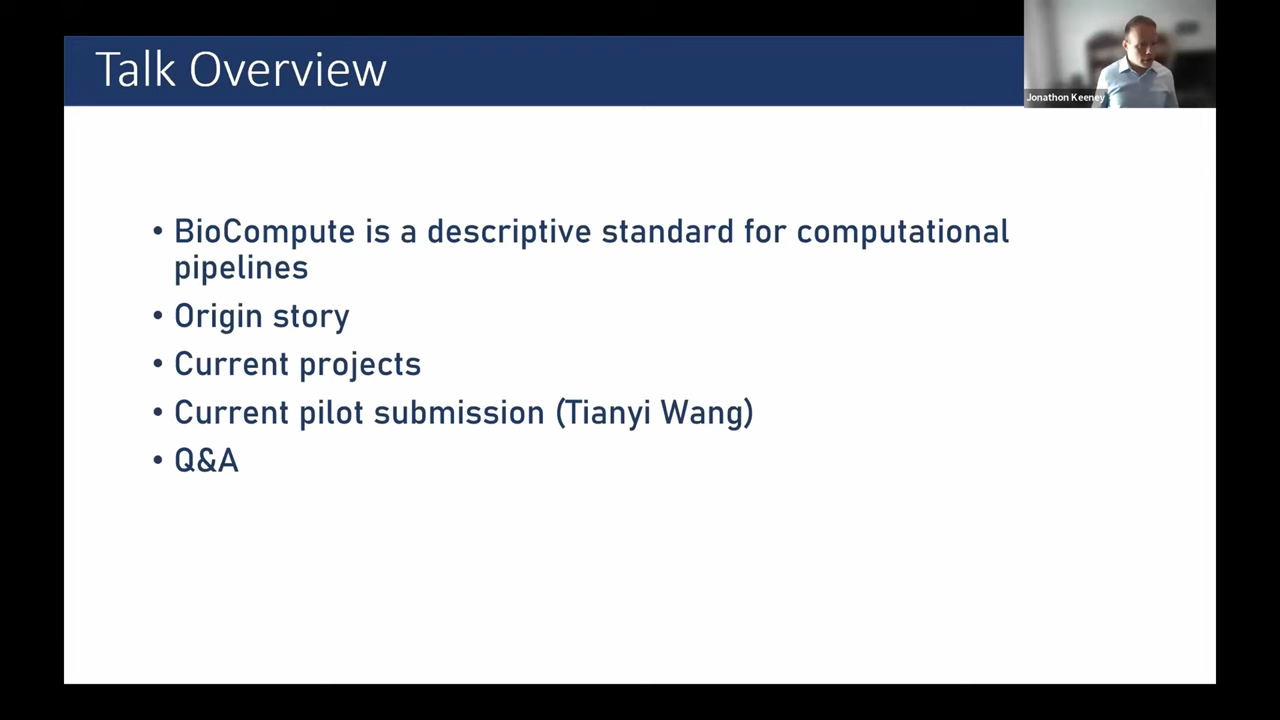 Talk Overview
Jonathon Keeney
• BioCompute is a descriptive standard for computational
pipelines
• Origin story
• Current projects
• Current pilot submission (Tianyi Wang)
• Q&A